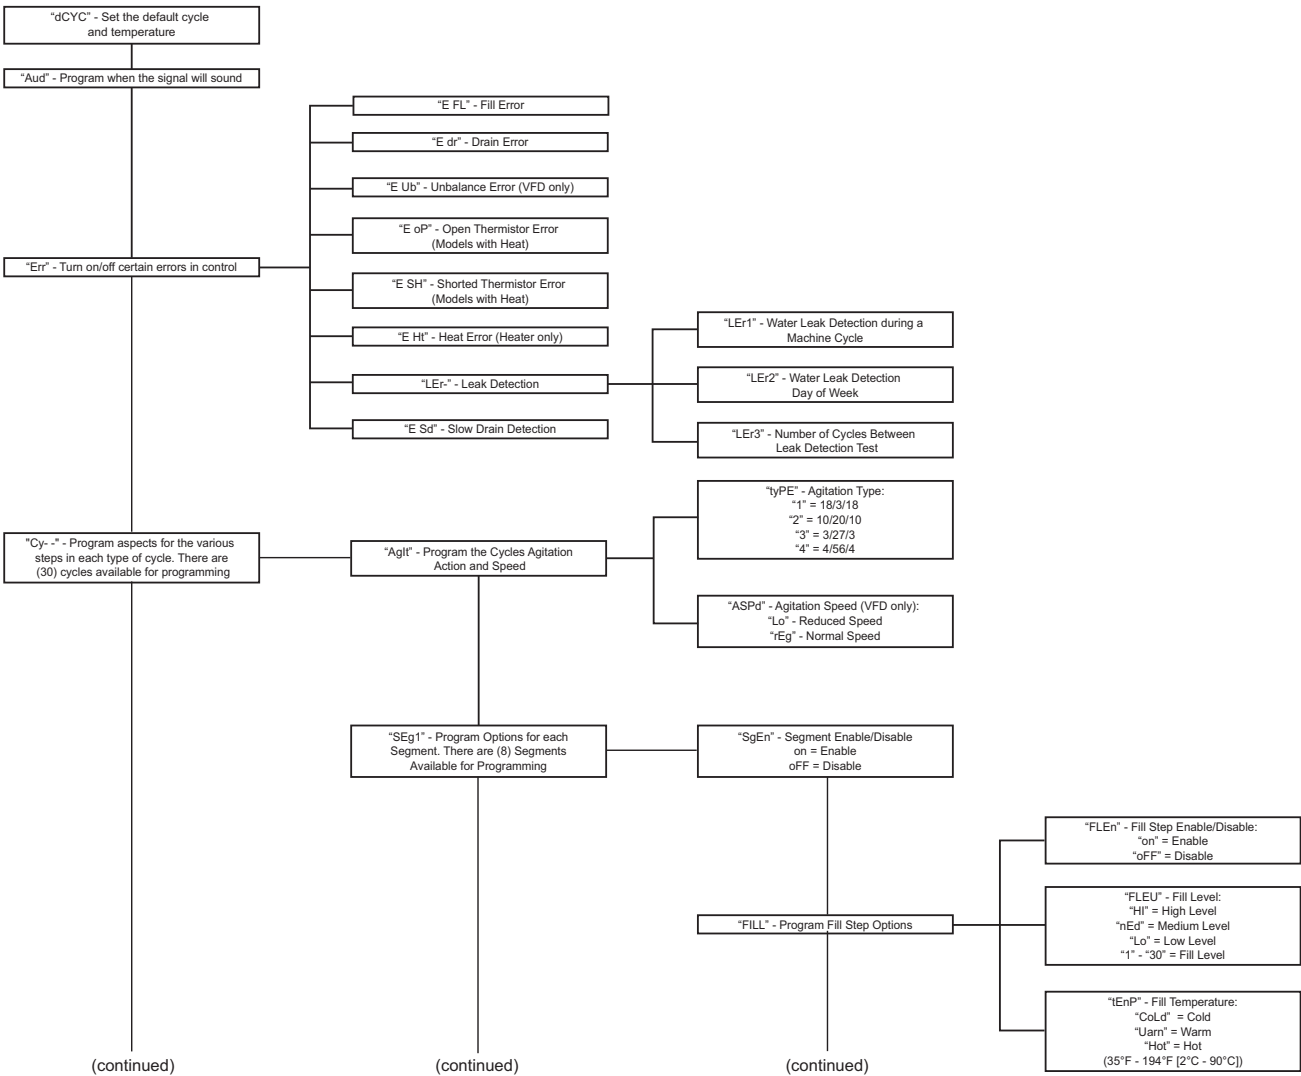 “dCYC” - Set the default cycle
and temperature
“Aud” - Program when the signal will sound
“Err” - Turn on/off certain errors in control
“E FL” - Fill Error
“E dr” - Drain Error
“E Ub” - Unbalance Error (VFD only)
“E oP” - Open Thermistor Error
(Models with Heat)
“E SH” - Shorted Thermistor Error
(Models with Heat)
“E Ht” - Heat Error (Heater only)
“LEr-” - Leak Detection
“E Sd” - Slow Drain Detection
“LEr1” - Water Leak Detection during a
Machine Cycle
“LEr2” - Water Leak Detection
Day of Week
“LEr3” - Number of Cycles Between
Leak Detection Test
"Cy- -" - Program aspects for the various
steps in each type of cycle. There are
(30) cycles available for programming
“AgIt” - Program the Cycles Agitation
Action and Speed
“tyPE” - Agitation Type:
“1” = 18/3/18
“2” = 10/20/10
“3” = 3/27/3
“4” = 4/56/4
“ASPd” - Agitation Speed (VFD only):
“Lo” - Reduced Speed
“rEg” - Normal Speed
“SEg1” - Program Options for each
Segment. There are (8) Segments
Available for Programming
“SgEn” - Segment Enable/Disable
on = Enable
oFF = Disable
“FILL” - Program Fill Step Options
“FLEn” - Fill Step Enable/Disable:
“on” = Enable
“oFF” = Disable
“FLEU” - Fill Level:
“HI” = High Level
“nEd” = Medium Level
“Lo” = Low Level
“1” - “30” = Fill Level
“tEnP” - Fill Temperature:
“CoLd” = Cold
“Uarn” = Warm
“Hot” = Hot
(35°F - 194°F [2°C - 90°C])
(continued)
(continued)
(continued)